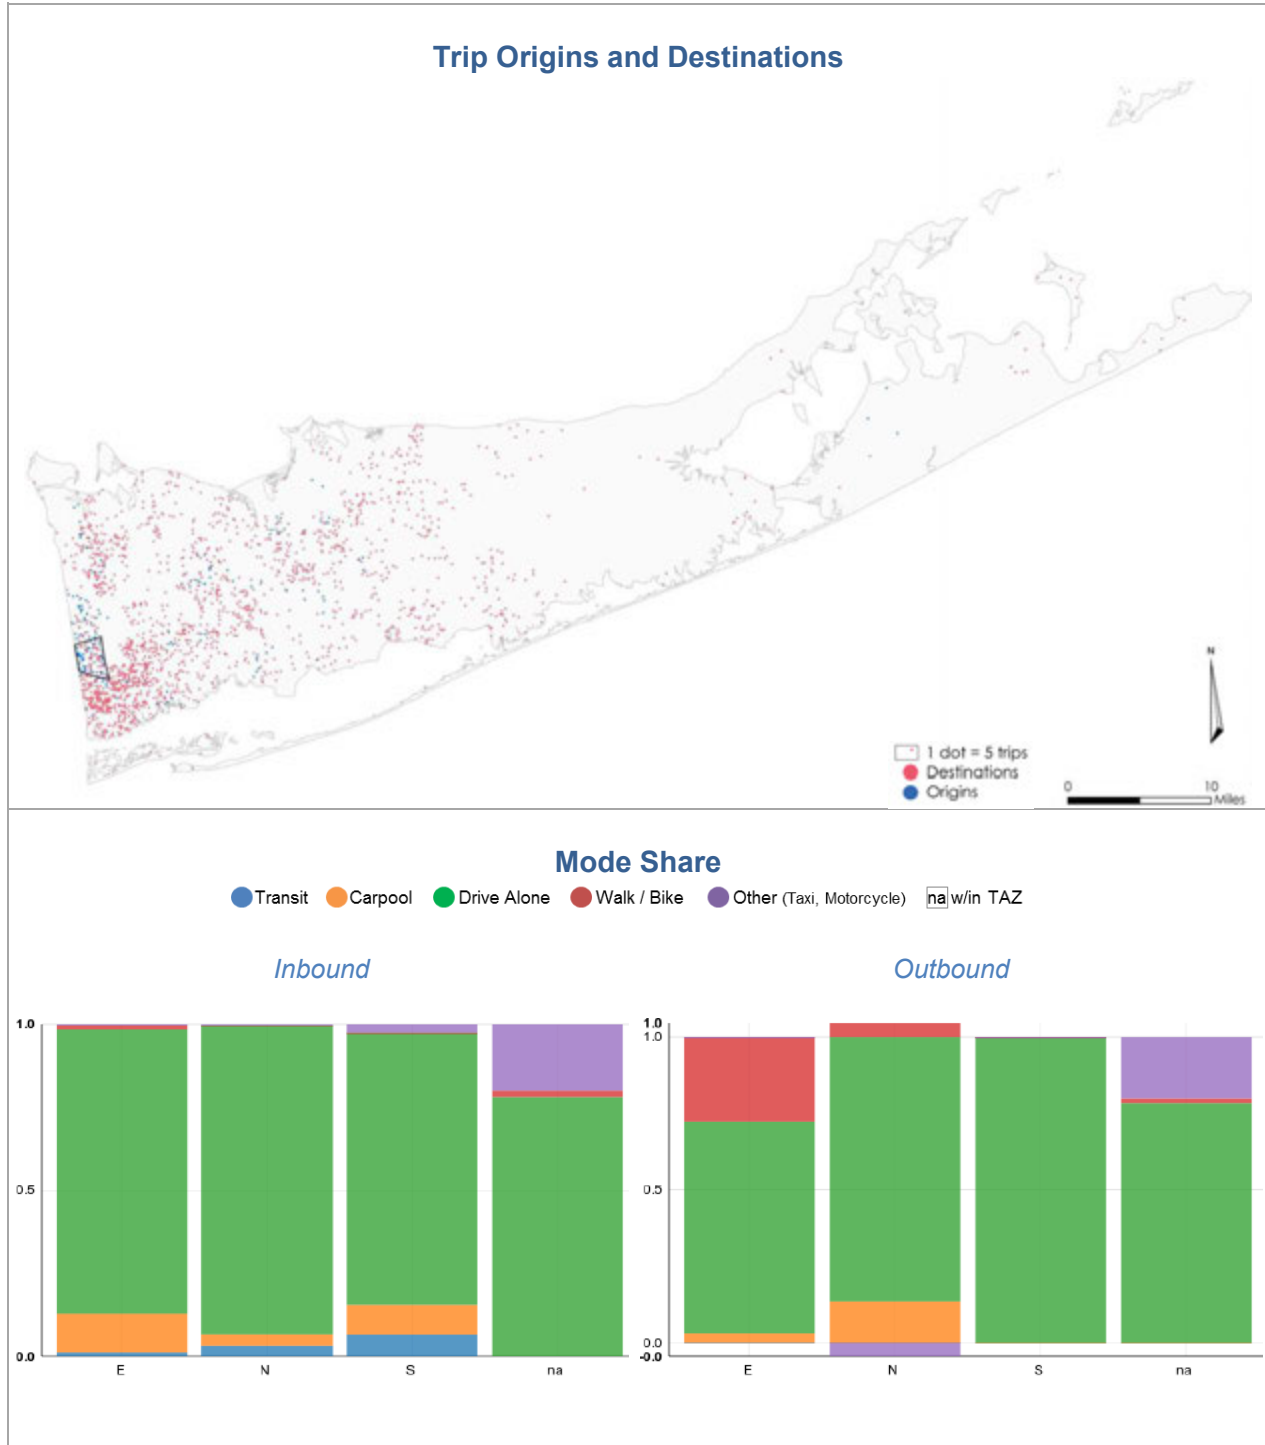 Trip Origins and Destinations
N
1 dot = 5 trips
Destinations
Origins
0 10
Miles
Mode Share
Transit Carpool Drive Alone Walk / Bike Other (Taxi, Motorcycle) na w/in TAZ
Inbound
Outbound
1.0
0.5
0.0
E N S na
1.0
1.0
0.5
0.0
-0.0
E N S na